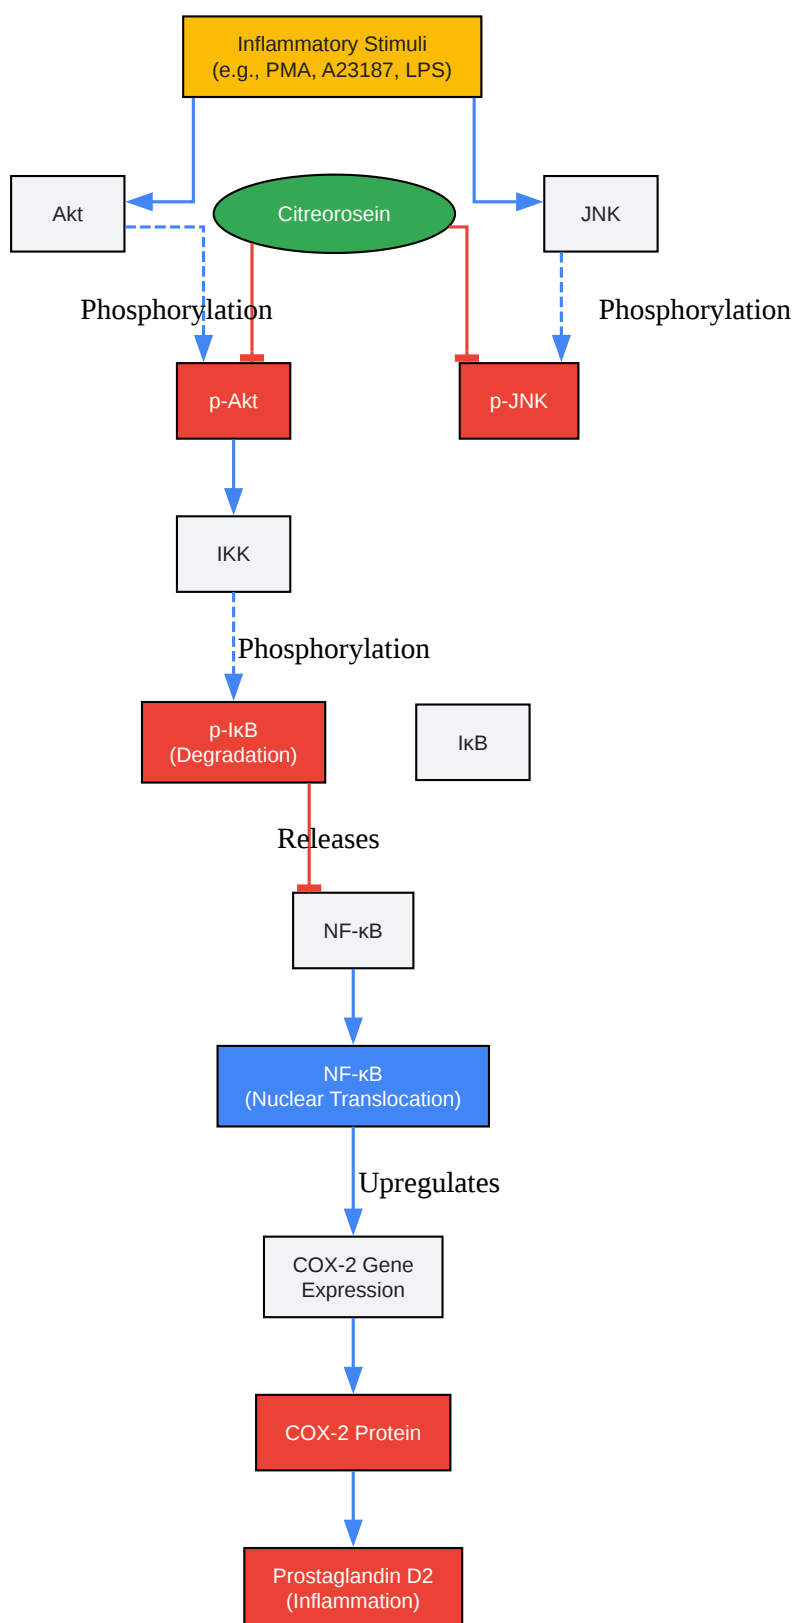 Inflammatory Stimuli
(e.g., PMA, A23187, LPS)
Akt
Citreorosein
JNK
Phosphorylation
Phosphorylation
p-Akt
p-JNK
IKK
Phosphorylation
p-IκB
(Degradation)
IκB
Releases
NF-κB
NF-κB
(Nuclear Translocation)
Upregulates
COX-2 Gene
Expression
COX-2 Protein
Prostaglandin D2
(Inflammation)